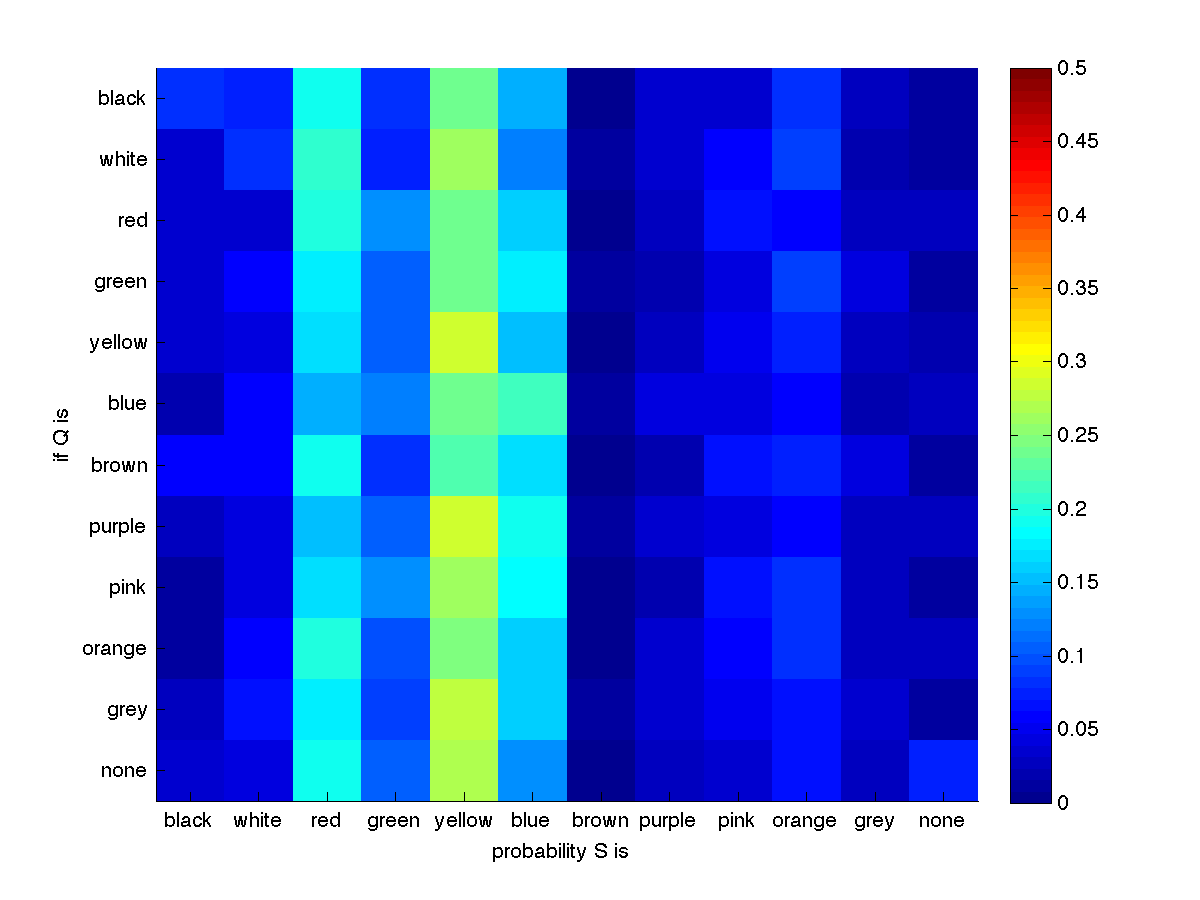 0.5
black
0.45
white
0.4
red
0.35
green
0.3
yellow
0.25
blue
if Q is
0.2
brown
0.15
purple
pink
0.1
orange
0.05
grey
none
0
black white red green yellow blue brown purple pink orange grey none
probability S is